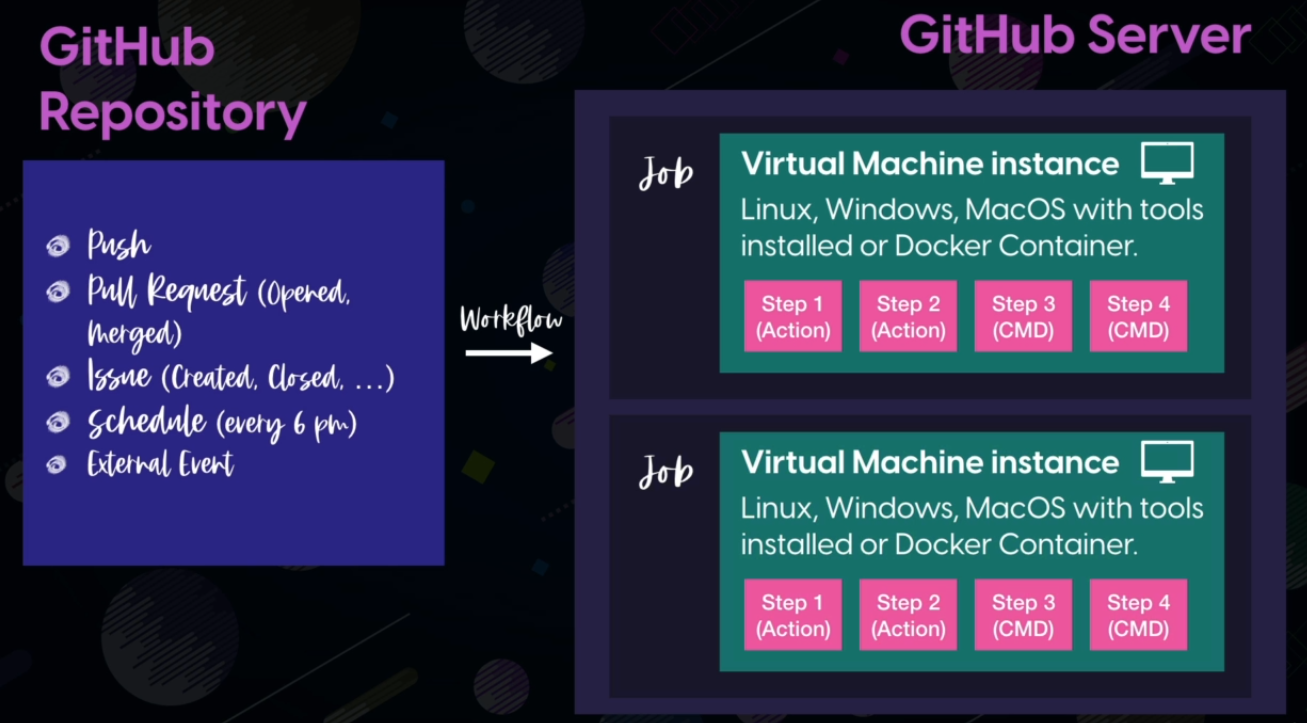 GitHub
Repository
Push
Pull Request (Opened,
Merged)
Issue (Created, Closed, ...)
Schedule (every 6 pm)
External Event
Workflow
GitHub Server
Job
Virtual Machine instance
Linux, Windows, MacOS with tools
installed or Docker Container.
Step 1
(Action)
Step 2
(Action)
Step 3
(CMD)
Step 4
(CMD)
Job
Virtual Machine instance
Linux, Windows, MacOS with tools
installed or Docker Container.
Step 1
(Action)
Step 2
(Action)
Step 3
(CMD)
Step 4
(CMD)